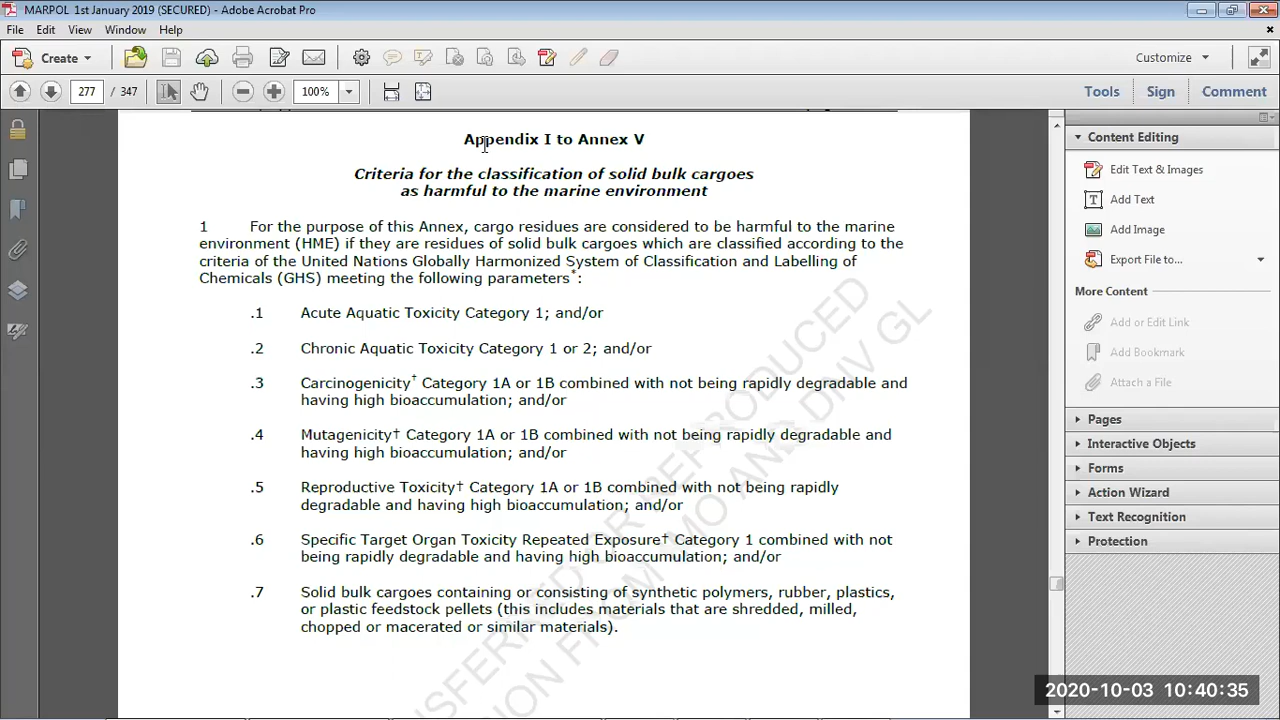 MARPOL 1st January 2019 (SECURED) - Adobe Acrobat Pro
File Edit View Window Help
Create
Customize
277 / 347
100%
Tools Sign Comment
Appendix I to Annex V
Criteria for the classification of solid bulk cargoes
as harmful to the marine environment
1 For the purpose of this Annex, cargo residues are considered to be harmful to the marine
environment (HME) if they are residues of solid bulk cargoes which are classified according to the
criteria of the United Nations Globally Harmonized System of Classification and Labelling of
Chemicals (GHS) meeting the following parameters*:
.1 Acute Aquatic Toxicity Category 1; and/or
.2 Chronic Aquatic Toxicity Category 1 or 2; and/or
.3 Carcinogenicity† Category 1A or 1B combined with not being rapidly degradable and
having high bioaccumulation; and/or
.4 Mutagenicity† Category 1A or 1B combined with not being rapidly degradable and
having high bioaccumulation; and/or
.5 Reproductive Toxicity† Category 1A or 1B combined with not being rapidly
degradable and having high bioaccumulation; and/or
.6 Specific Target Organ Toxicity Repeated Exposure† Category 1 combined with not
being rapidly degradable and having high bioaccumulation; and/or
.7 Solid bulk cargoes containing or consisting of synthetic polymers, rubber, plastics,
or plastic feedstock pellets (this includes materials that are shredded, milled,
chopped or macerated or similar materials).
Content Editing
Edit Text & Images
Add Text
Add Image
Export File to...
More Content
Add or Edit Link
Add Bookmark
Attach a File
Pages
Interactive Objects
Forms
Action Wizard
Text Recognition
Protection
OR REPRODUCED
FROM IMO AND DNV GL
2020-10-03 10:40:35